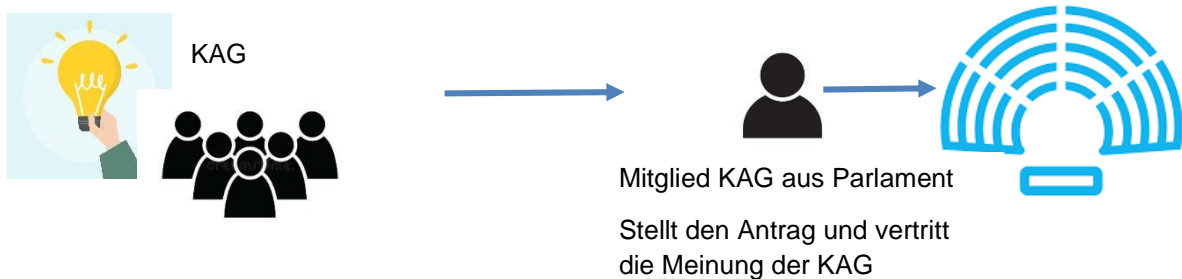 KAG
Mitglied KAG aus Parlament
Stellt den Antrag und vertritt
die Meinung der KAG